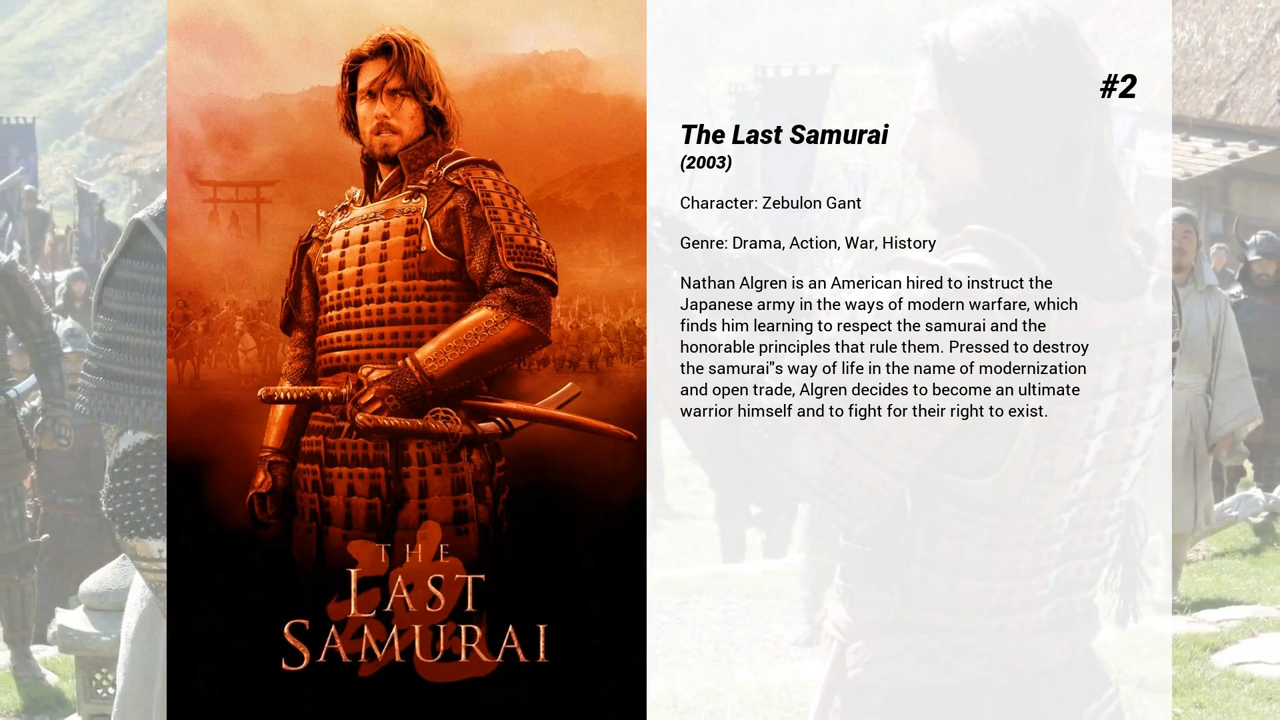 THE
LAST
SAMURAI
魂
#2
The Last Samurai
(2003)
Character: Zebulon Gant
Genre: Drama, Action, War, History
Nathan Algren is an American hired to instruct the
Japanese army in the ways of modern warfare, which
finds him learning to respect the samurai and the
honorable principles that rule them. Pressed to destroy
the samurai"s way of life in the name of modernization
and open trade, Algren decides to become an ultimate
warrior himself and to fight for their right to exist.